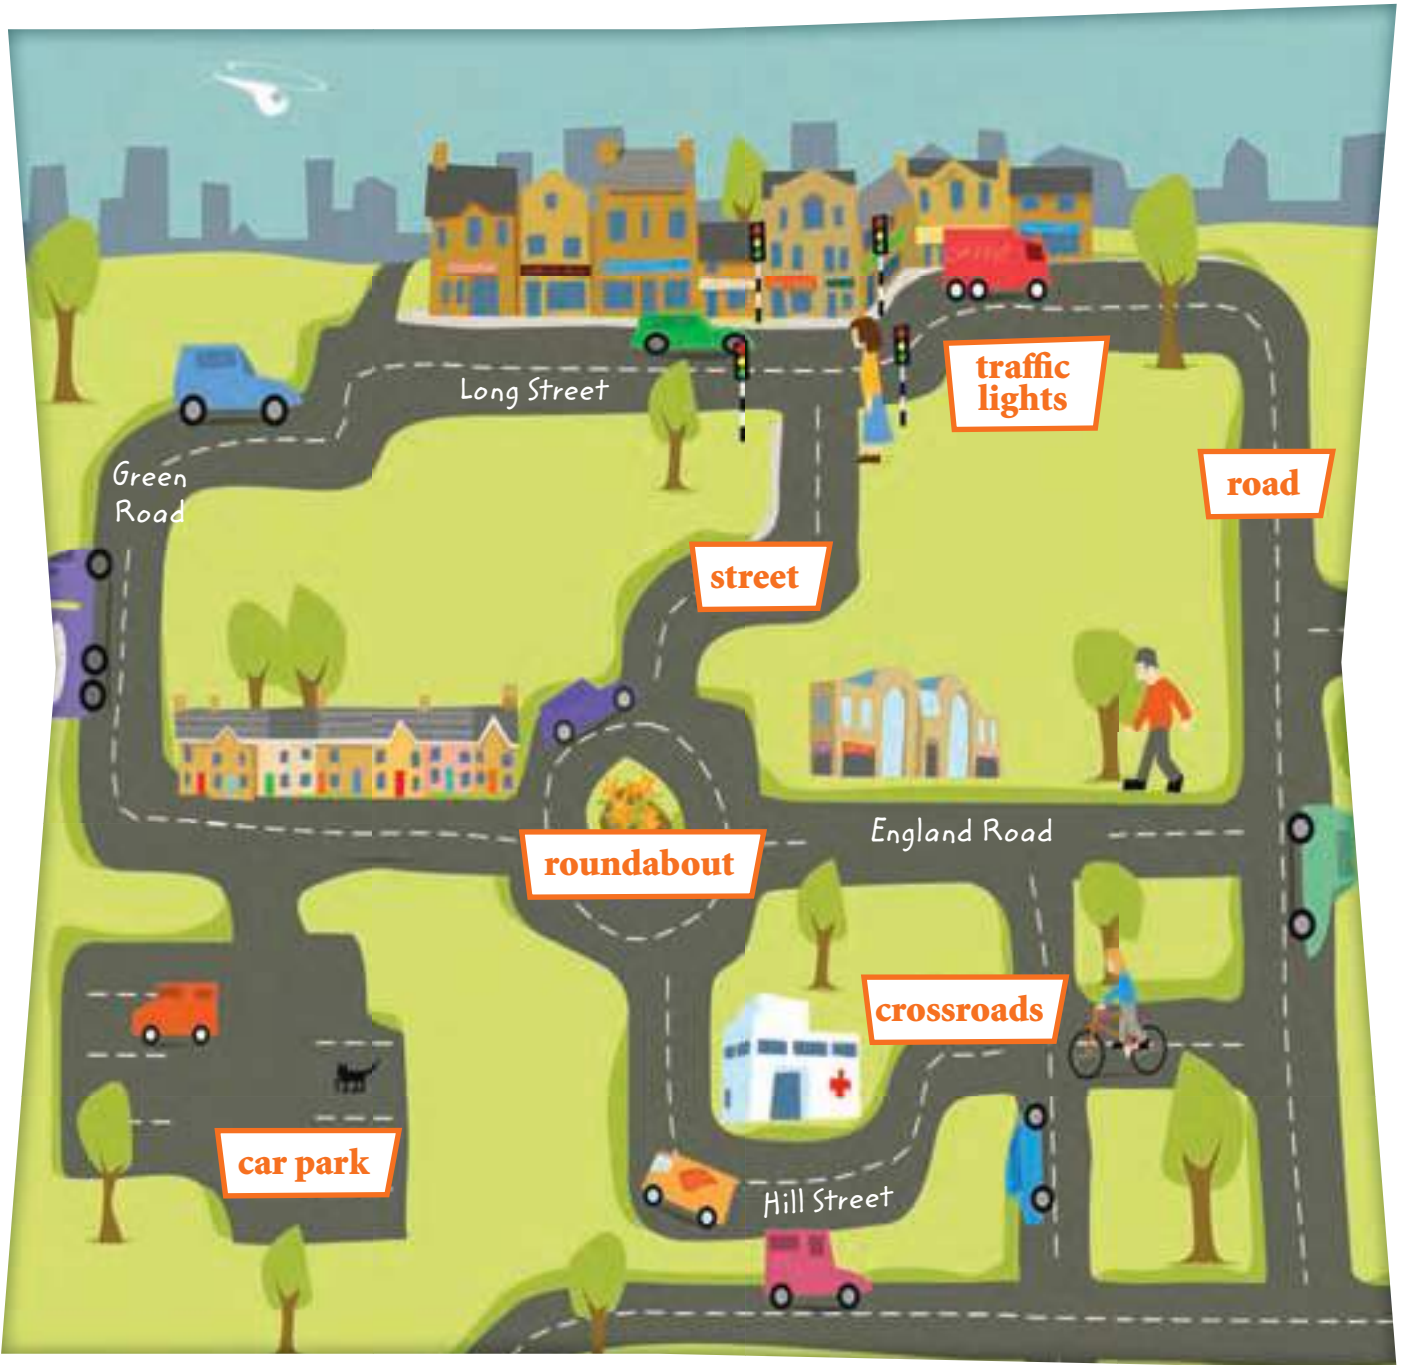 Long Street
traffic
lights
Green
Road
road
street
England Road
roundabout
crossroads
car park
Hill Street